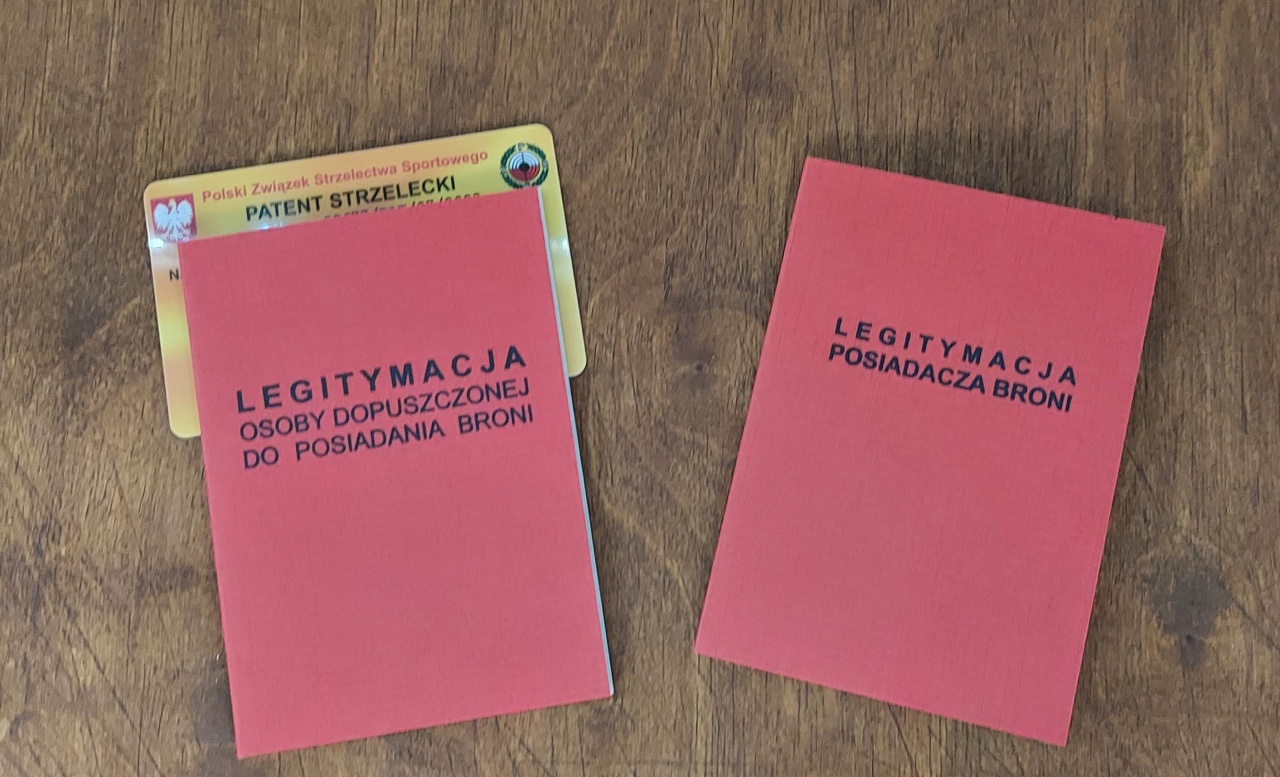 Polski Związek Strzelectwa Sportowego
PATENT STRZELECKI
N
LEGITYMACJA
OSOBY DOPUSZCZONEJ
DO POSIADANIA BRONI
LEGITYMACJA
POSIADACZA BRONI